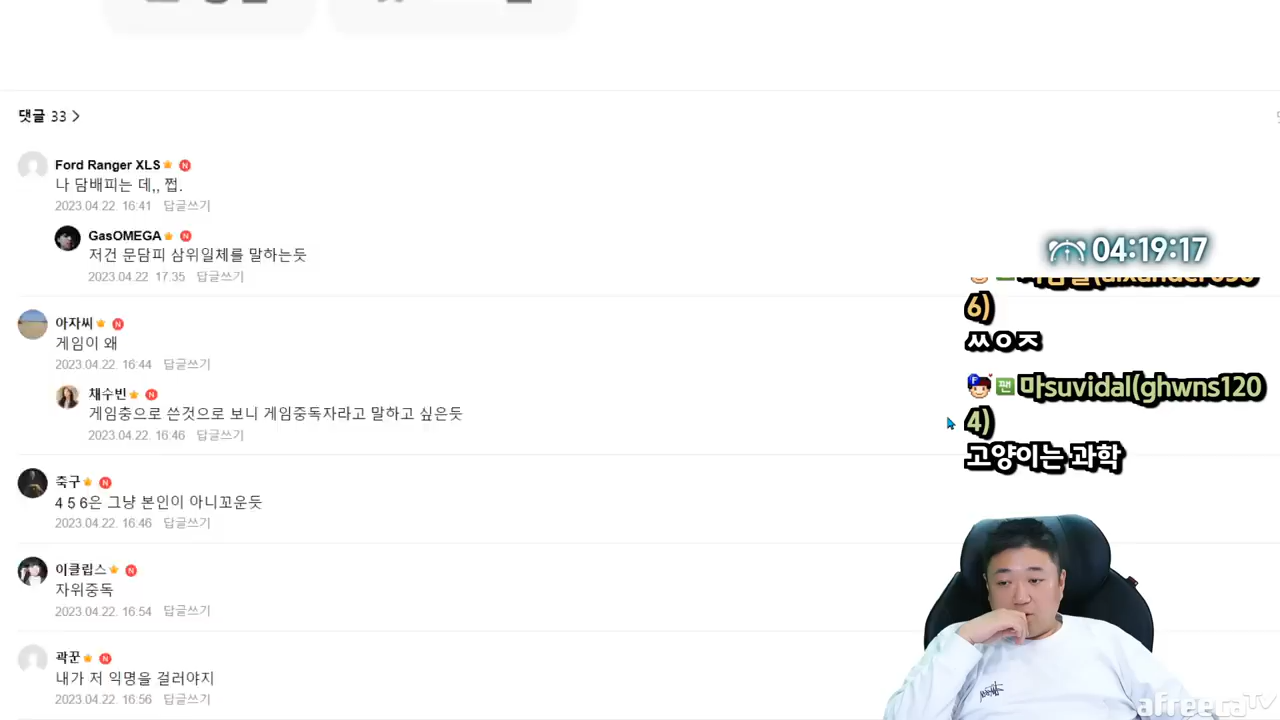 댓글 33 >
Ford Ranger XLS N
나 담배피는 데,, 쩝.
2023.04.22. 16:41 답글쓰기
GasOMEGA N
저건 문담피 삼위일체를 말하는듯
2023.04.22 17:35 답글쓰기
아자씨 N
게임이 왜
2023.04.22 16:44 답글쓰기
채수빈 N
게임충으로 쓴것으로 보니 게임중독자라고 말하고 싶은듯
2023.04.22 16:46 답글쓰기
축구 N
4 5 6은 그냥 본인이 아니꼬운듯
2023.04.22. 16:46 답글쓰기
이클립스 N
자위중독
2023.04.22. 16:54 답글쓰기
곽꾼 N
내가 저 익명을 걸러야지
2023.04.22. 16:56 답글쓰기
04:19:17
6)
ㅆㅇㅈ
F 팬 마suvidal(ghwns120
4)
고양이는 과학
afreecaTV